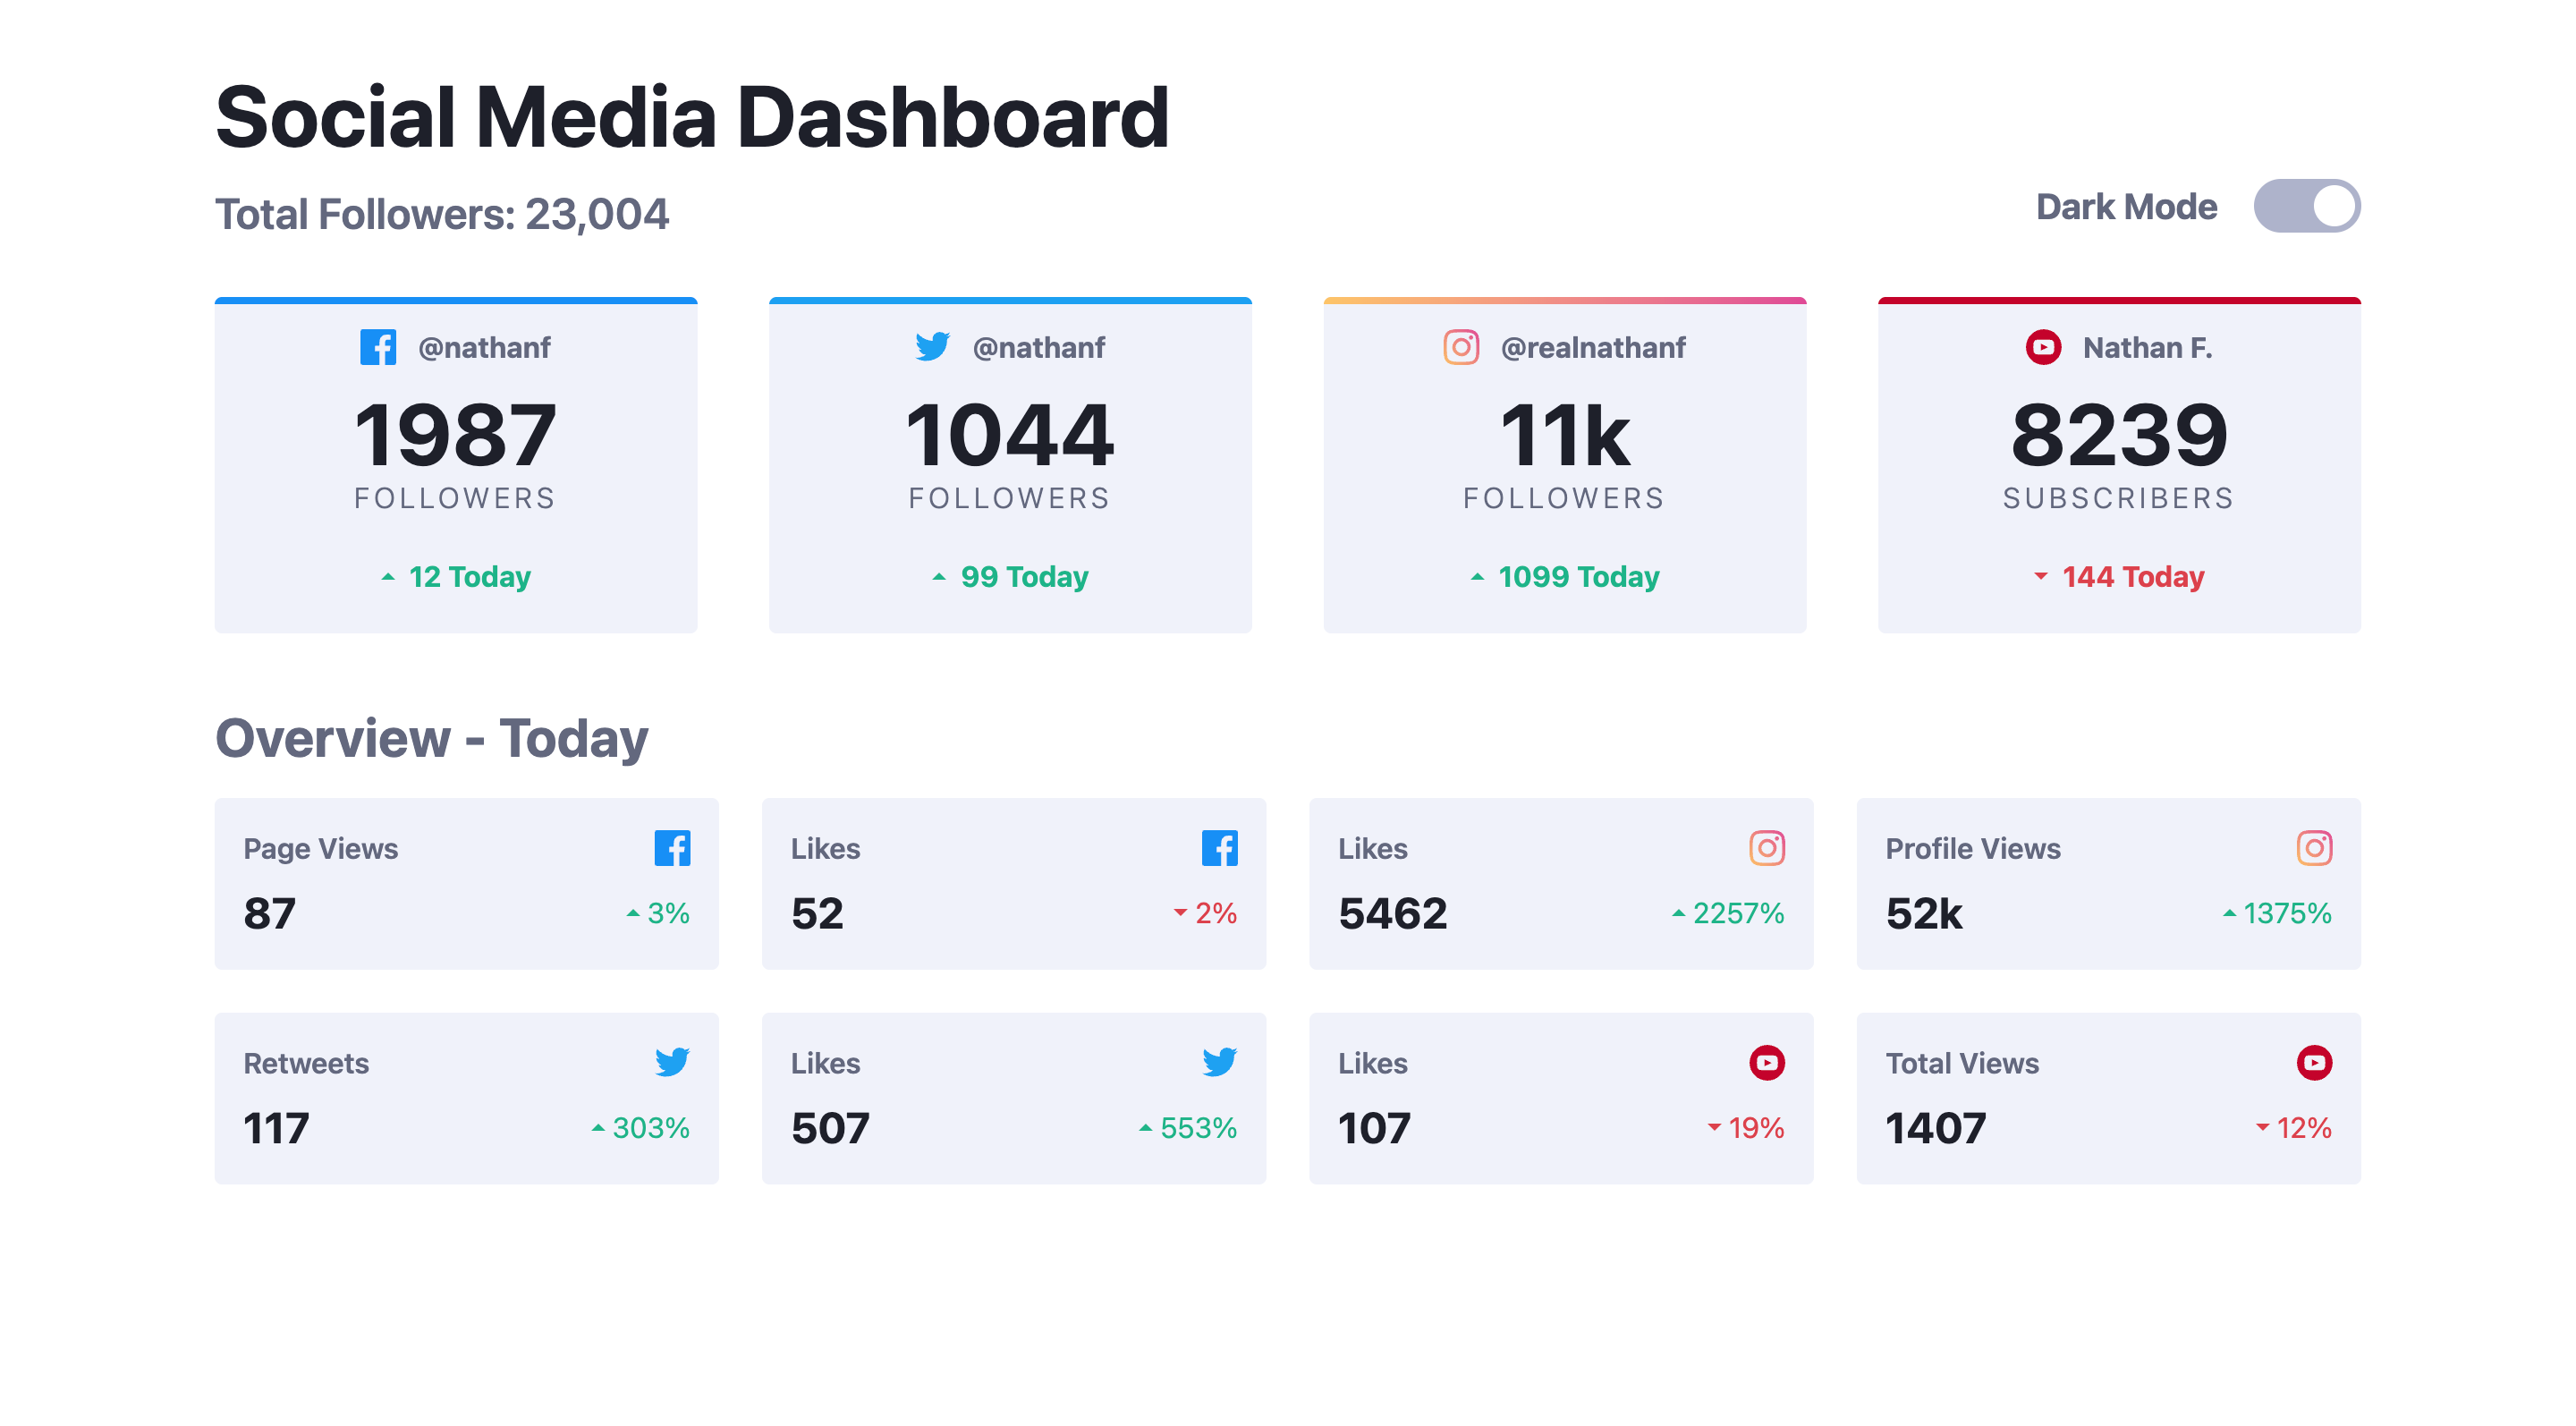 Social Media Dashboard
Total Followers: 23,004
Dark Mode
@nathanf
1987
FOLLOWERS
12 Today
@nathanf
1044
FOLLOWERS
99 Today
@realnathanf
11k
FOLLOWERS
1099 Today
Nathan F.
8239
SUBSCRIBERS
144 Today
Overview - Today
Page Views
87
3%
Likes
52
2%
Likes
5462
2257%
Profile Views
52k
1375%
Retweets
117
303%
Likes
507
553%
Likes
107
19%
Total Views
1407
12%